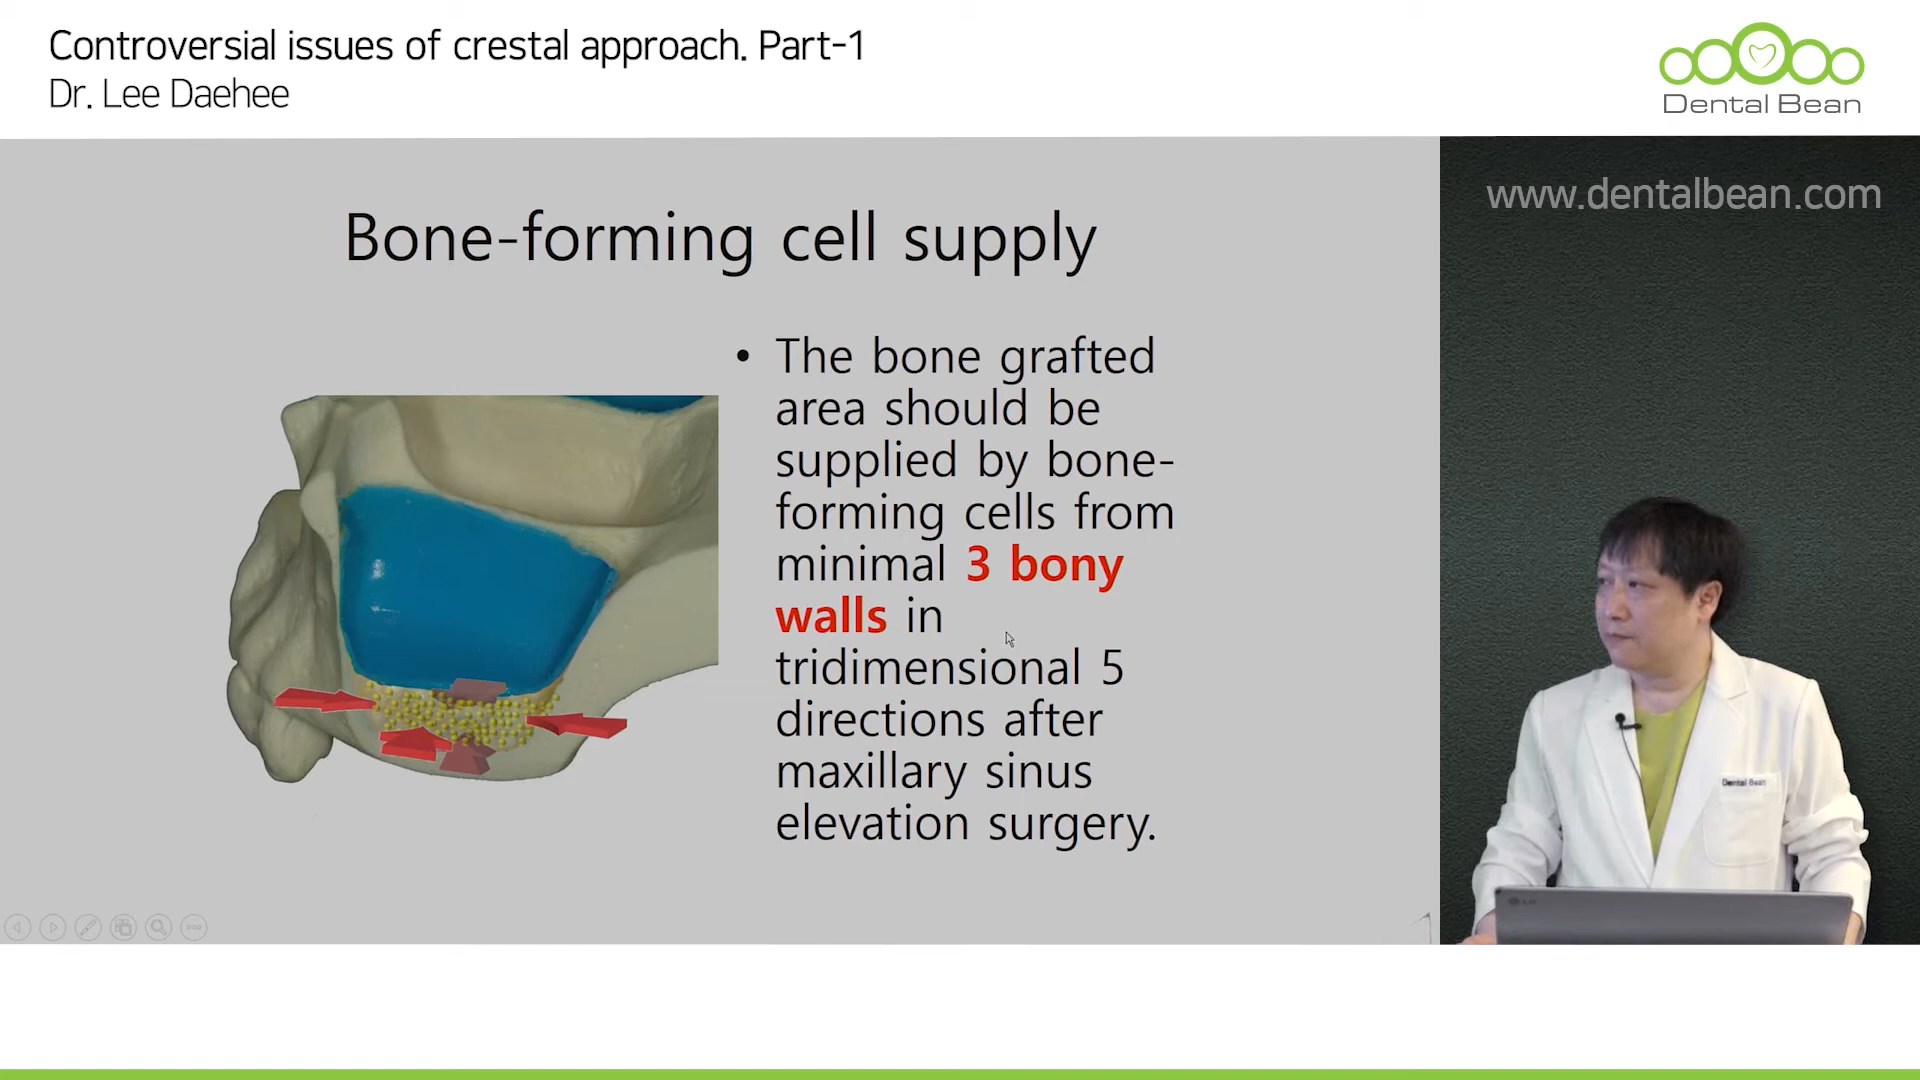 Controversial issues of crestal approach. Part-1
Dr. Lee Daehee
Dental Bean
www.dentalbean.com
Bone-forming cell supply
• The bone grafted
area should be
supplied by bone-
forming cells from
minimal 3 bony
walls in
tridimensional 5
directions after
maxillary sinus
elevation surgery.
Dental Bean
LG